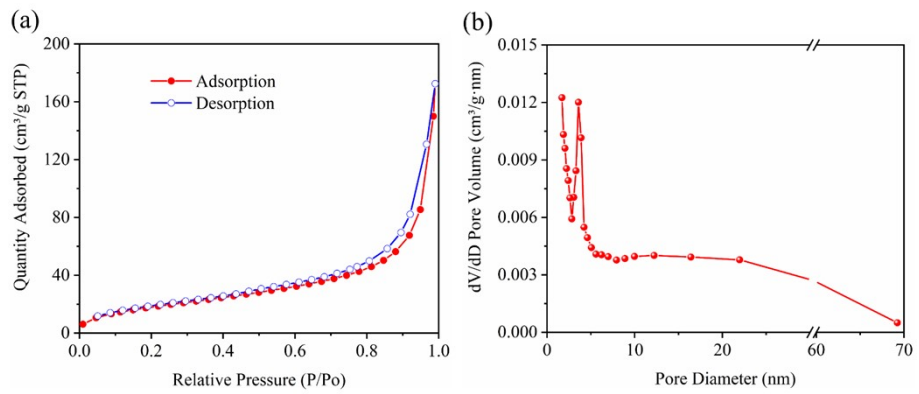 (a)
200
160
120
80
40
0
Quantity Adsorbed (cm³/g STP)
Adsorption
Desorption
0.0 0.2 0.4 0.6 0.8 1.0
Relative Pressure (P/Po)
(b)
0.015
0.012
0.009
0.006
0.003
0.000
dV/dD Pore Volume (cm³/g·nm)
0 10 20 60 70
Pore Diameter (nm)